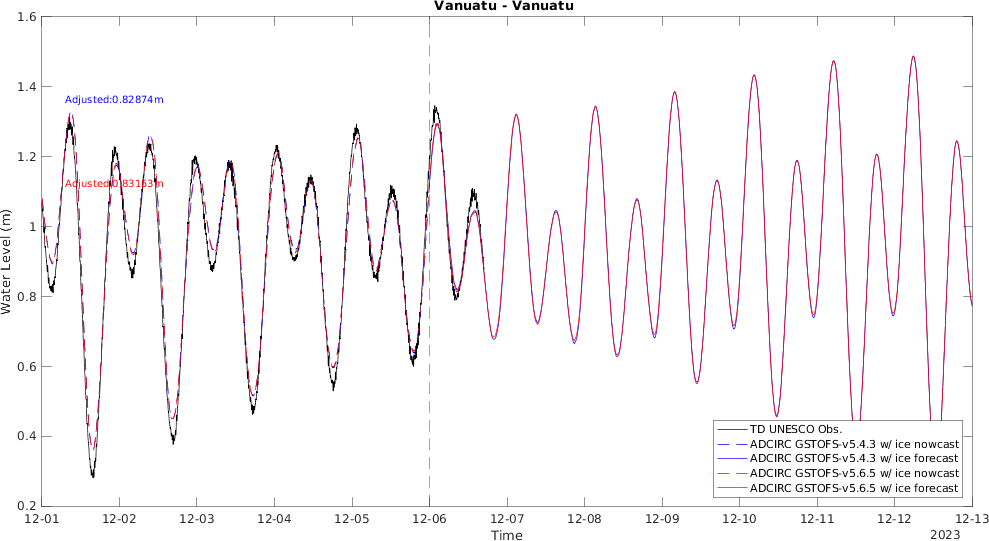 Vanuatu - Vanuatu
1.6
1.4
1.2
1
0.8
0.6
0.4
0.2
Water Level (m)
Adjusted:0.82874m
Adjusted:0.83153m
TD UNESCO Obs.
ADCIRC GSTOFS-v5.4.3 w/ ice nowcast
ADCIRC GSTOFS-v5.4.3 w/ ice forecast
ADCIRC GSTOFS-v5.6.5 w/ ice nowcast
ADCIRC GSTOFS-v5.6.5 w/ ice forecast
12-01 12-02 12-03 12-04 12-05 12-06 12-07 12-08 12-09 12-10 12-11 12-12 12-13
Time
2023